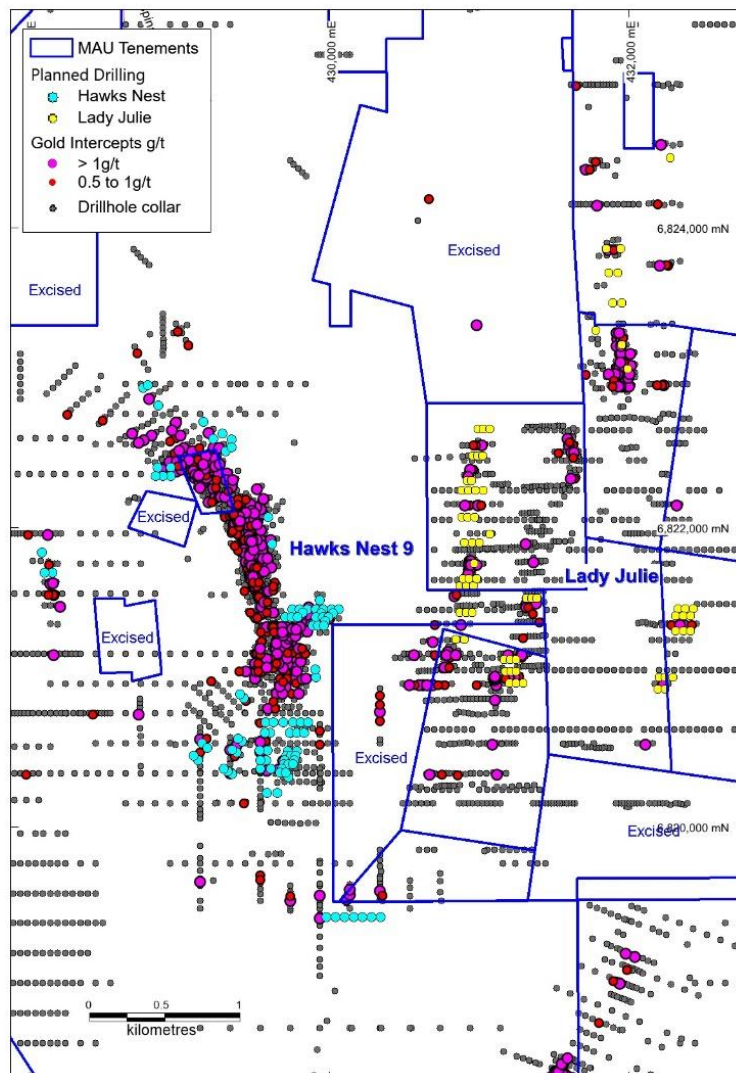 430,000 mE
432,000 mE
MAU Tenements
Planned Drilling
Hawks Nest
Lady Julie
Gold Intercepts g/t
> 1g/t
0.5 to 1g/t
Drillhole collar
6,824,000 mN
Excised
Excised
Excised
6,822,000 mN
Hawks Nest 9
Lady Julie
Excised
Excised
6,820,000 mN
Excised
0 0.5 1
kilometres